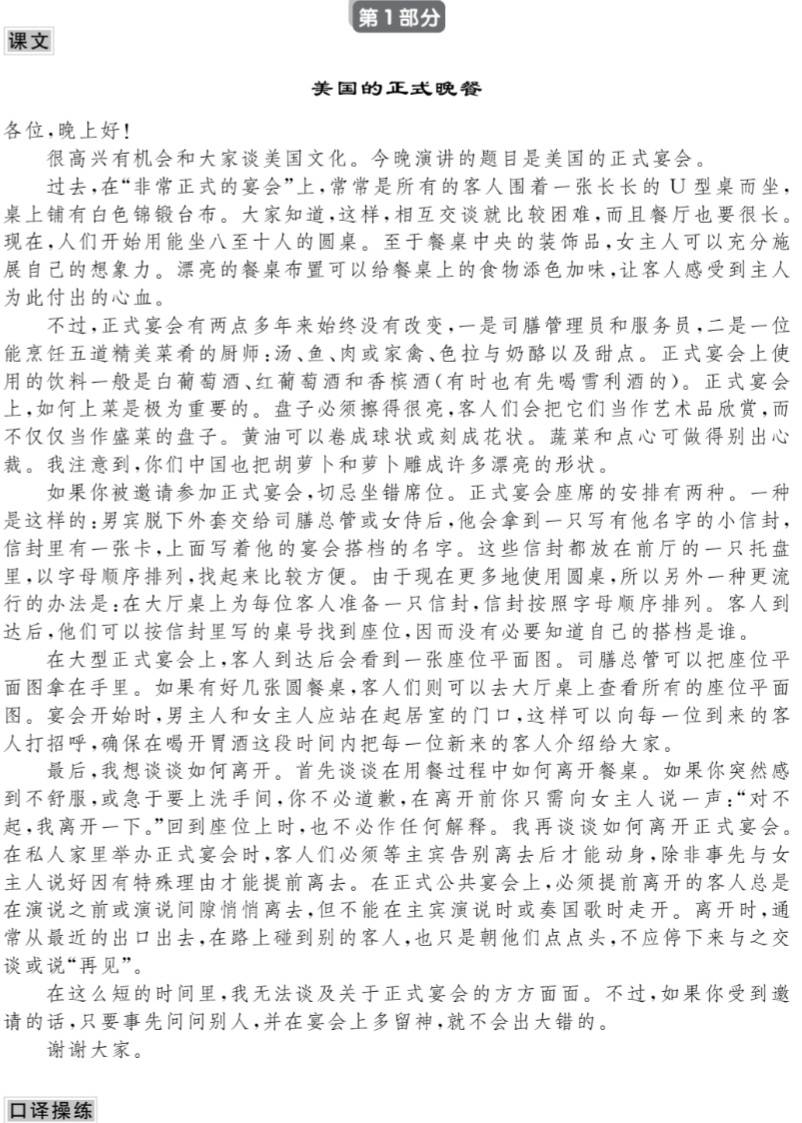 第1部分
课文
美国的正式晚餐
各位,晚上好!
很高兴有机会和大家谈美国文化。今晚演讲的题目是美国的正式宴会。
过去,在“非常正式的宴会”上,常常是所有的客人围着一张长长的 U 型桌而坐,
桌上铺有白色锦锻台布。大家知道,这样,相互交谈就比较困难,而且餐厅也要很长。
现在,人们开始用能坐八至十人的圆桌。至于餐桌中央的装饰品,女主人可以充分施
展自己的想象力。漂亮的餐桌布置可以给餐桌上的食物添色加味,让客人感受到主人
为此付出的心血。
不过,正式宴会有两点多年来始终没有改变,一是司膳管理员和服务员,二是一位
能烹饪五道精美菜肴的厨师:汤、鱼、肉或家禽、色拉与奶酪以及甜点。正式宴会上使
用的饮料一般是白葡萄酒、红葡萄酒和香槟酒(有时也有先喝雪利酒的)。正式宴会
上,如何上菜是极为重要的。盘子必须擦得很亮,客人们会把它们当作艺术品欣赏,而
不仅仅当作盛菜的盘子。黄油可以卷成球状或刻成花状。蔬菜和点心可做得别出心
裁。我注意到,你们中国也把胡萝卜和萝卜雕成许多漂亮的形状。
如果你被邀请参加正式宴会,切忌坐错席位。正式宴会座席的安排有两种。一种
是这样的:男宾脱下外套交给司膳总管或女侍后,他会拿到一只写有他名字的小信封,
信封里有一张卡,上面写着他的宴会搭档的名字。这些信封都放在前厅的一只托盘
里,以字母顺序排列,找起来比较方便。由于现在更多地使用圆桌,所以另外一种更流
行的办法是:在大厅桌上为每位客人准备一只信封,信封按照字母顺序排列。客人到
达后,他们可以按信封里写的桌号找到座位,因而没有必要知道自己的搭档是谁。
在大型正式宴会上,客人到达后会看到一张座位平面图。司膳总管可以把座位平
面图拿在手里。如果有好几张圆餐桌,客人们则可以去大厅桌上查看所有的座位平面
图。宴会开始时,男主人和女主人应站在起居室的门口,这样可以向每一位到来的客
人打招呼,确保在喝开胃酒这段时间内把每一位新来的客人介绍给大家。
最后,我想谈谈如何离开。首先谈谈在用餐过程中如何离开餐桌。如果你突然感
到不舒服,或急于要上洗手间,你不必道歉,在离开前你只需向女主人说一声:“对不
起,我离开一下。”回到座位上时,也不必作任何解释。我再谈谈如何离开正式宴会。
在私人家里举办正式宴会时,客人们必须等主宾告别离去后才能动身,除非事先与女
主人说好因有特殊理由才能提前离去。在正式公共宴会上,必须提前离开的客人总是
在演说之前或演说间隙悄悄离去,但不能在主宾演说时或奏国歌时走开。离开时,通
常从最近的出口出去,在路上碰到别的客人,也只是朝他们点点头,不应停下来与之交
谈或说“再见”。
在这么短的时间里,我无法谈及关于正式宴会的方方面面。不过,如果你受到邀
请的话,只要事先问问别人,并在宴会上多留神,就不会出大错的。
谢谢大家。
口译操练